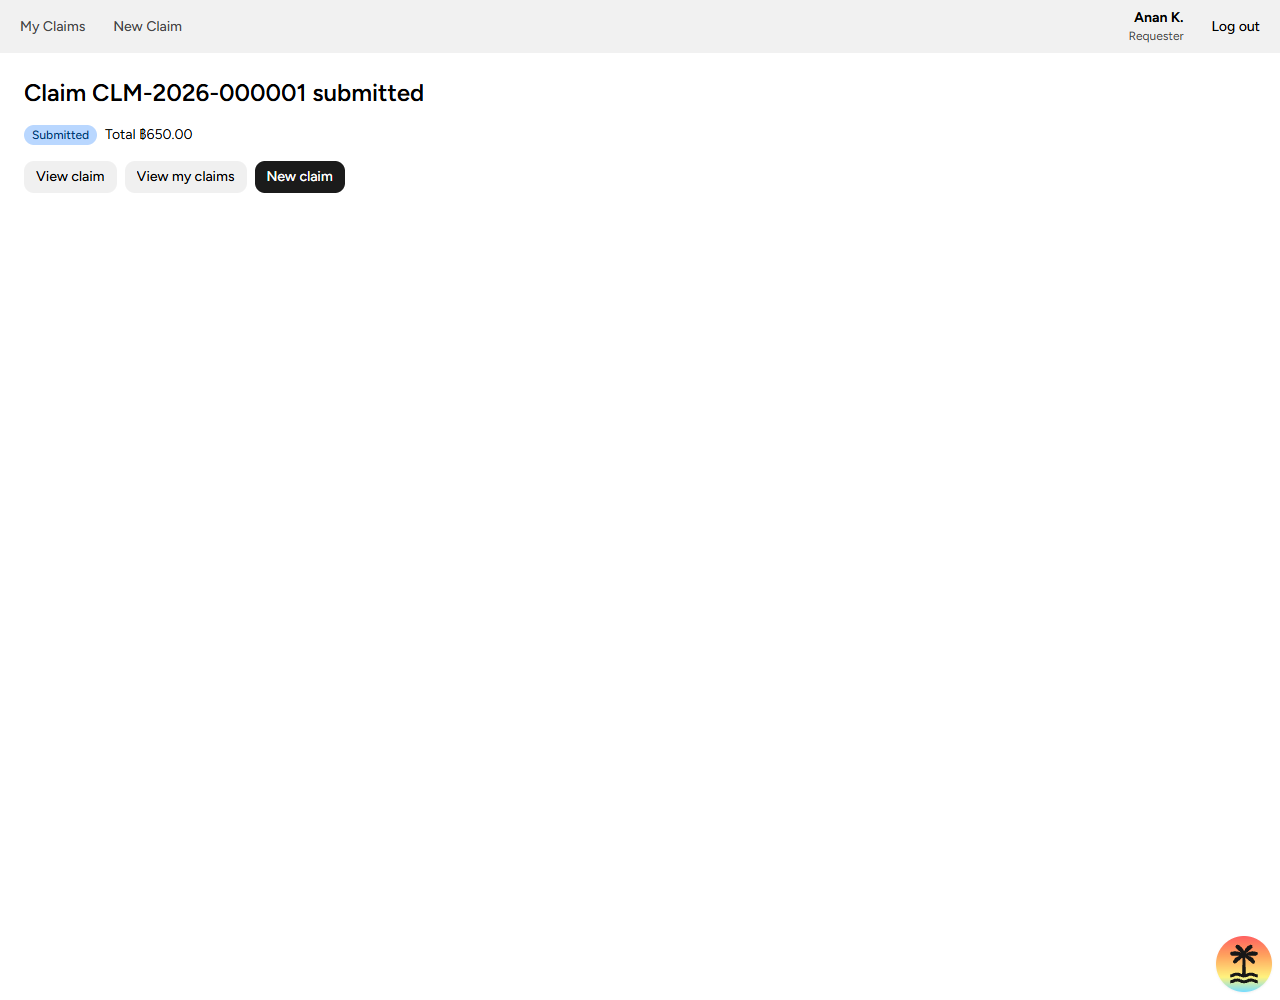 My Claims New Claim Anan K. Log out
Requester
Claim CLM-2026-000001 submitted
Submitted Total ฿650.00
View claim View my claims New claim